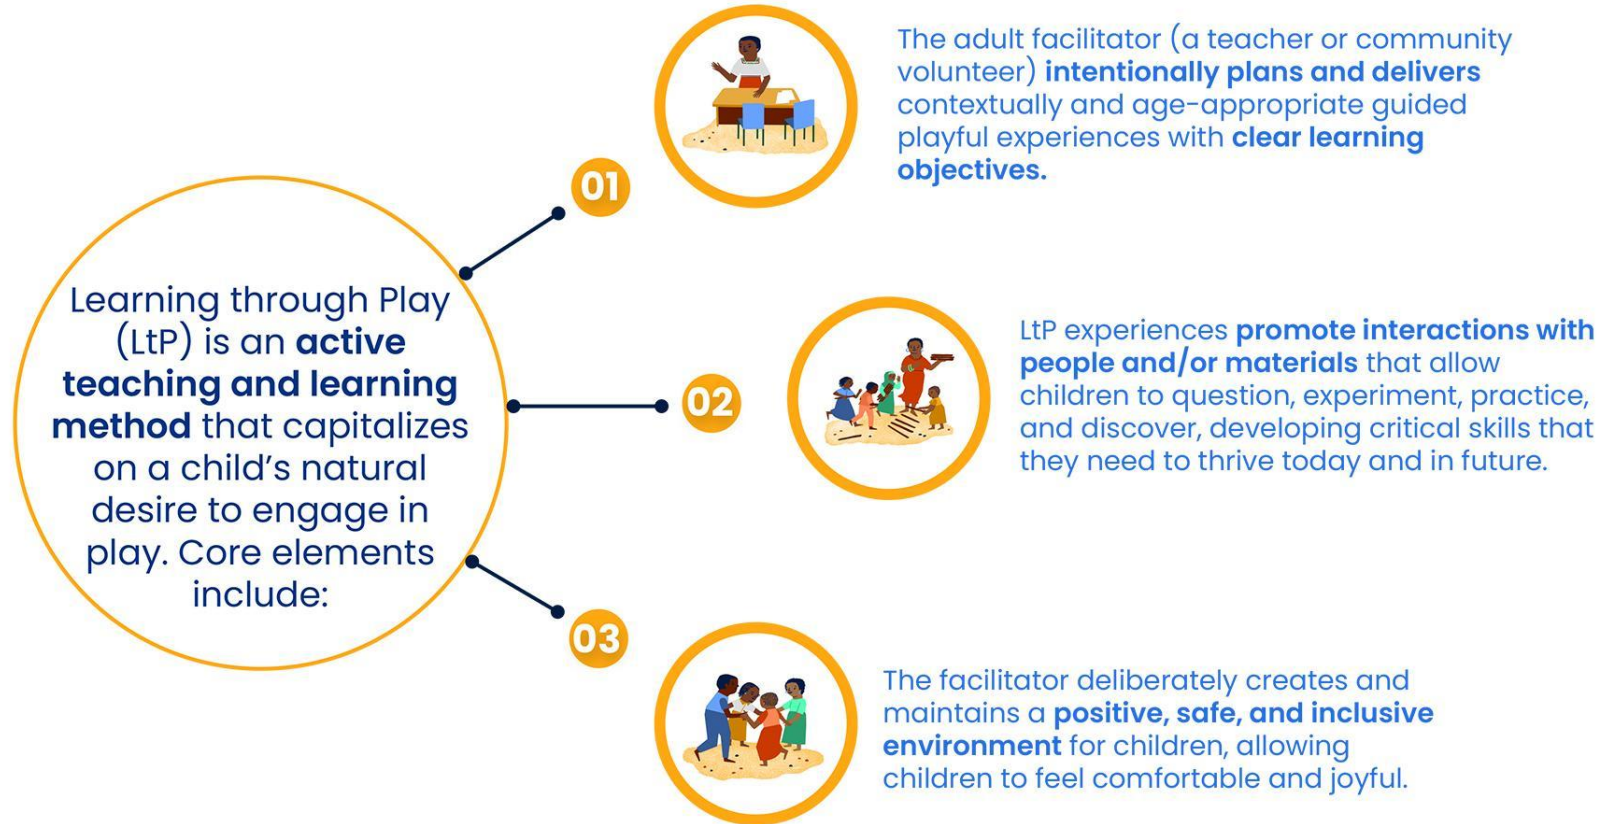 Learning through Play
(LtP) is an active
teaching and learning
method that capitalizes
on a child’s natural
desire to engage in
play. Core elements
include:
01
The adult facilitator (a teacher or community
volunteer) intentionally plans and delivers
contextually and age-appropriate guided
playful experiences with clear learning
objectives.
02
LtP experiences promote interactions with
people and/or materials that allow
children to question, experiment, practice,
and discover, developing critical skills that
they need to thrive today and in future.
03
The facilitator deliberately creates and
maintains a positive, safe, and inclusive
environment for children, allowing
children to feel comfortable and joyful.